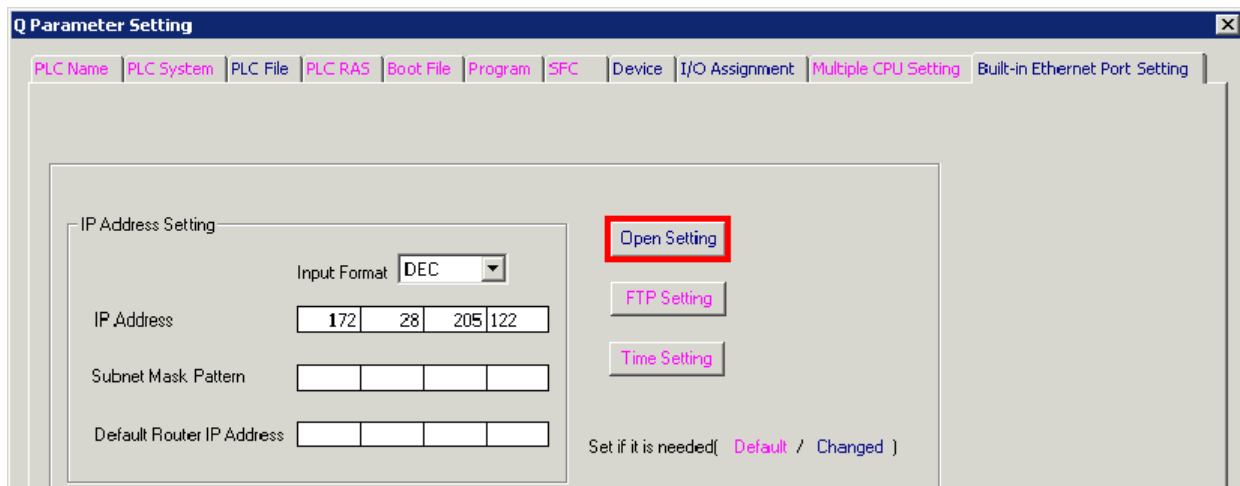 Q Parameter Setting
PLC Name PLC System PLC File PLC RAS Boot File Program SFC Device I/O Assignment Multiple CPU Setting Built-in Ethernet Port Setting
IP Address Setting
Input Format DEC
IP Address 172 28 205 122
Subnet Mask Pattern
Default Router IP Address
Open Setting
FTP Setting
Time Setting
Set if it is needed( Default / Changed )